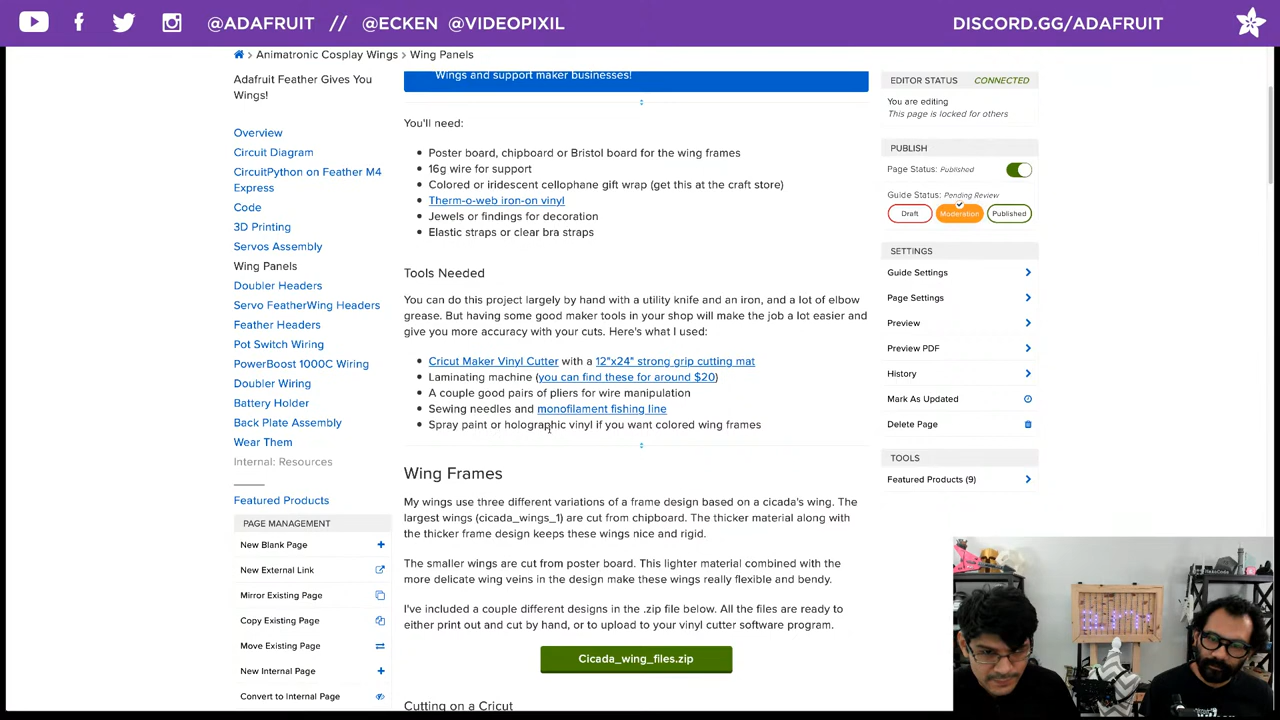 @ADAFRUIT // @ECKEN @VIDEOPIXIL
DISCORD.GG/ADAFRUIT
Animatronic Cosplay Wings > Wing Panels
Adafruit Feather Gives You
Wings!
Overview
Circuit Diagram
CircuitPython on Feather M4
Express
Code
3D Printing
Servos Assembly
Wing Panels
Doubler Headers
Servo FeatherWing Headers
Feather Headers
Pot Switch Wiring
PowerBoost 1000C Wiring
Doubler Wiring
Battery Holder
Back Plate Assembly
Wear Them
Internal: Resources
Featured Products
PAGE MANAGEMENT
New Blank Page
New External Link
Mirror Existing Page
Copy Existing Page
Move Existing Page
New Internal Page
Convert to Internal Page
Wings and support maker businesses!
You'll need:
Poster board, chipboard or Bristol board for the wing frames
16g wire for support
Colored or iridescent cellophane gift wrap (get this at the craft store)
Therm-o-web iron-on vinyl
Jewels or findings for decoration
Elastic straps or clear bra straps
Tools Needed
You can do this project largely by hand with a utility knife and an iron, and a lot of elbow
grease. But having some good maker tools in your shop will make the job a lot easier and
give you more accuracy with your cuts. Here's what I used:
Cricut Maker Vinyl Cutter with a 12"x24" strong grip cutting mat
Laminating machine (you can find these for around $20)
A couple good pairs of pliers for wire manipulation
Sewing needles and monofilament fishing line
Spray paint or holographic vinyl if you want colored wing frames
Wing Frames
My wings use three different variations of a frame design based on a cicada's wing. The
largest wings (cicada_wings_1) are cut from chipboard. The thicker material along with
the thicker frame design keeps these wings nice and rigid.
The smaller wings are cut from poster board. This lighter material combined with the
more delicate wing veins in the design make these wings really flexible and bendy.
I've included a couple different designs in the .zip file below. All the files are ready to
either print out and cut by hand, or to upload to your vinyl cutter software program.
Cicada_wing_files.zip
Cutting on a Cricut
EDITOR STATUS CONNECTED
You are editing
This page is locked for others
PUBLISH
Page Status: Published
Guide Status: Pending Review
Draft Moderation Published
SETTINGS
Guide Settings
Page Settings
Preview
Preview PDF
History
Mark As Updated
Delete Page
TOOLS
Featured Products (9)